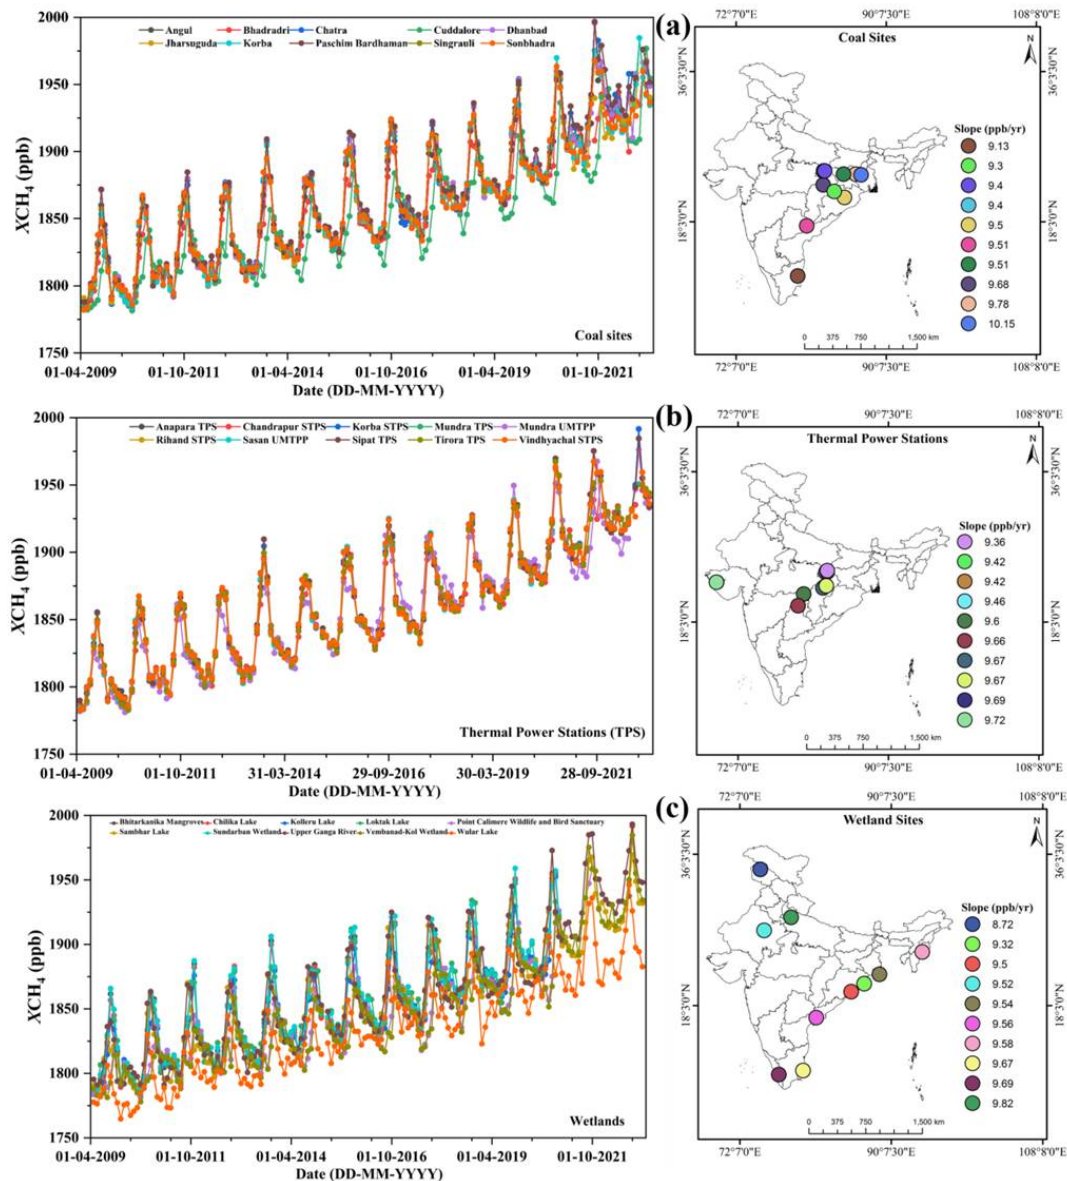 (a)
2000
1950
1900
1850
1800
1750
XCH4 (ppb)
Angul Bhadradri Chatra Cuddalore Dhanbad
Jharsuguda Korba Paschim Bardhaman Singrauli Sonbhadra
Coal sites
01-04-2009 01-10-2011 01-04-2014 01-10-2016 01-04-2019 01-10-2021
Date (DD-MM-YYYY)
72°7'0"E 90°7'30"E 108°8'0"E
Coal Sites
N
36°3'30"N
18°3'0"N
Slope (ppb/yr)
9.13
9.3
9.4
9.4
9.5
9.51
9.51
9.68
9.78
10.15
0 375 750 1,500 km
72°7'0"E 90°7'30"E 108°8'0"E
(b)
2000
1950
1900
1850
1800
1750
XCH4 (ppb)
Anapara TPS Chandrapur STPS Korba STPS Mundra TPS Mundra UMTPP
Rihand STPS Sasan UMTPP Sipat TPS Tirora TPS Vindhyachal STPS
Thermal Power Stations (TPS)
01-04-2009 01-10-2011 31-03-2014 29-09-2016 30-03-2019 28-09-2021
Date (DD-MM-YYYY)
72°7'0"E 90°7'30"E 108°8'0"E
Thermal Power Stations
N
36°3'30"N
18°3'0"N
Slope (ppb/yr)
9.36
9.42
9.42
9.46
9.6
9.66
9.67
9.67
9.69
9.72
0 375 750 1,500 km
72°7'0"E 90°7'30"E 108°8'0"E
(c)
2000
1950
1900
1850
1800
1750
XCH4 (ppb)
Bhitarkanika Mangroves Chilika Lake Kolleru Lake Loktak Lake Point Calimere Wildlife and Bird Sanctuary
Sambhar Lake Sundarban Wetland Upper Ganga River Vembanad-Kol Wetland Wular Lake
Wetlands
01-04-2009 01-10-2011 01-04-2014 01-10-2016 01-04-2019 01-10-2021
Date (DD-MM-YYYY)
72°7'0"E 90°7'30"E 108°8'0"E
Wetland Sites
N
36°3'30"N
18°3'0"N
Slope (ppb/yr)
8.72
9.32
9.5
9.52
9.54
9.56
9.58
9.67
9.69
9.82
0 375 750 1,500 km
72°7'0"E 90°7'30"E 108°8'0"E